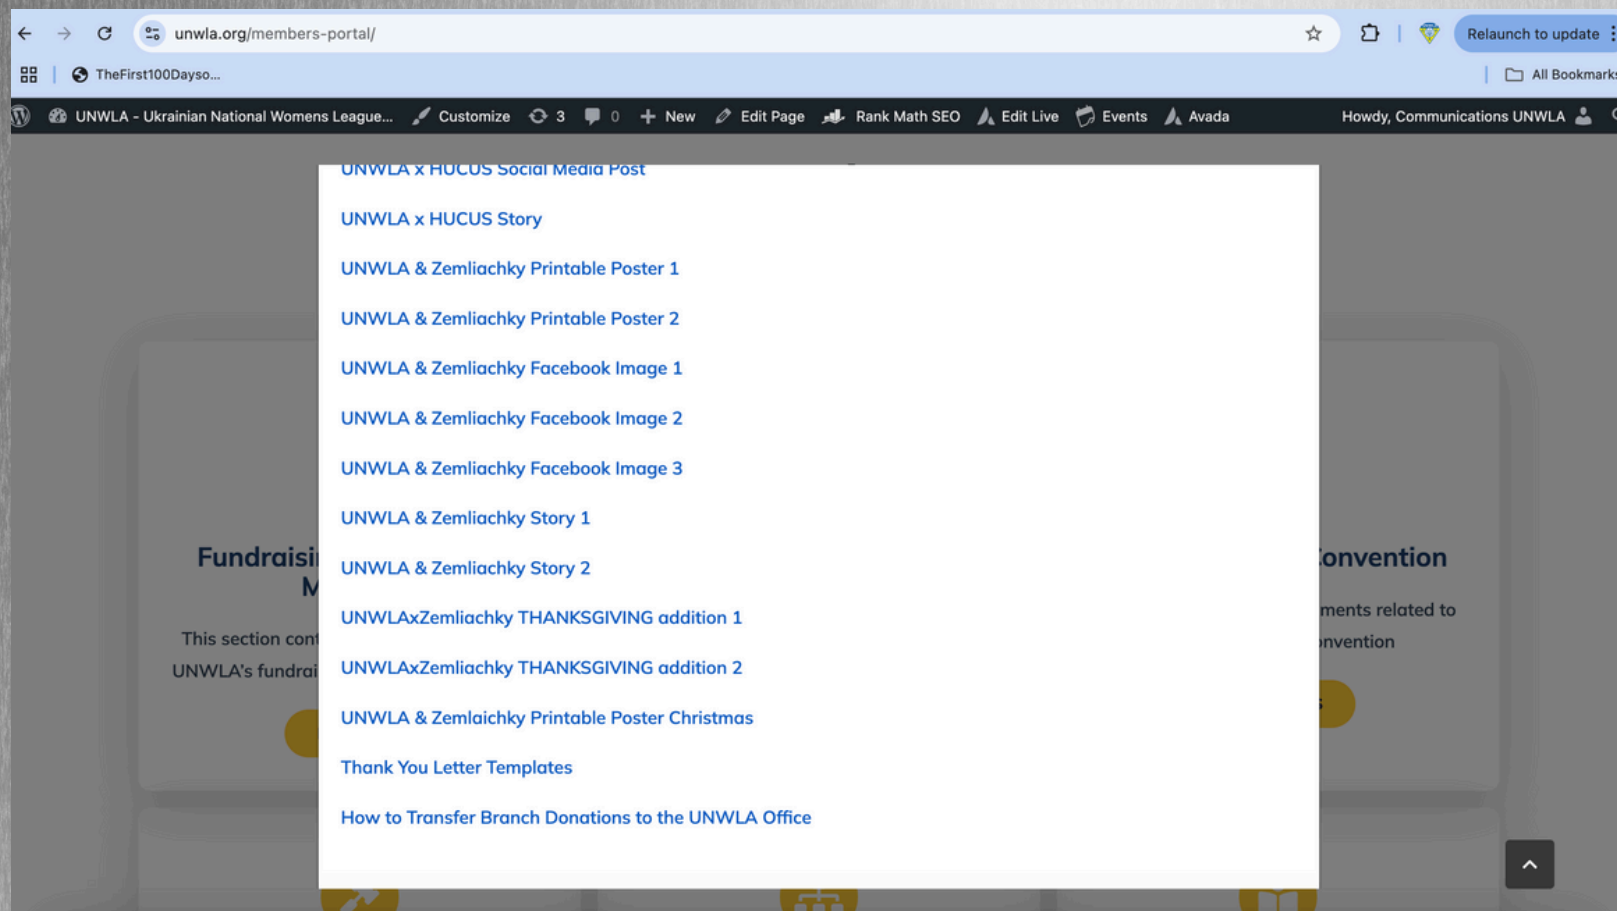 unwla.org/members-portal/
Relaunch to update
TheFirst100Dayso...
All Bookmarks
UNWLA - Ukrainian National Womens League...
Customize
3
0
New
Edit Page
Rank Math SEO
Edit Live
Events
Avada
Howdy, Communications UNWLA
UNWLA x HUCUS Social Media Post
UNWLA x HUCUS Story
UNWLA & Zemliachky Printable Poster 1
UNWLA & Zemliachky Printable Poster 2
UNWLA & Zemliachky Facebook Image 1
UNWLA & Zemliachky Facebook Image 2
UNWLA & Zemliachky Facebook Image 3
UNWLA & Zemliachky Story 1
UNWLA & Zemliachky Story 2
UNWLAxZemliachky THANKSGIVING addition 1
UNWLAxZemliachky THANKSGIVING addition 2
UNWLA & Zemlaichky Printable Poster Christmas
Thank You Letter Templates
How to Transfer Branch Donations to the UNWLA Office
Fundraisi
M
This section cont
UNWLA's fundrai
onvention
ments related to
nvention